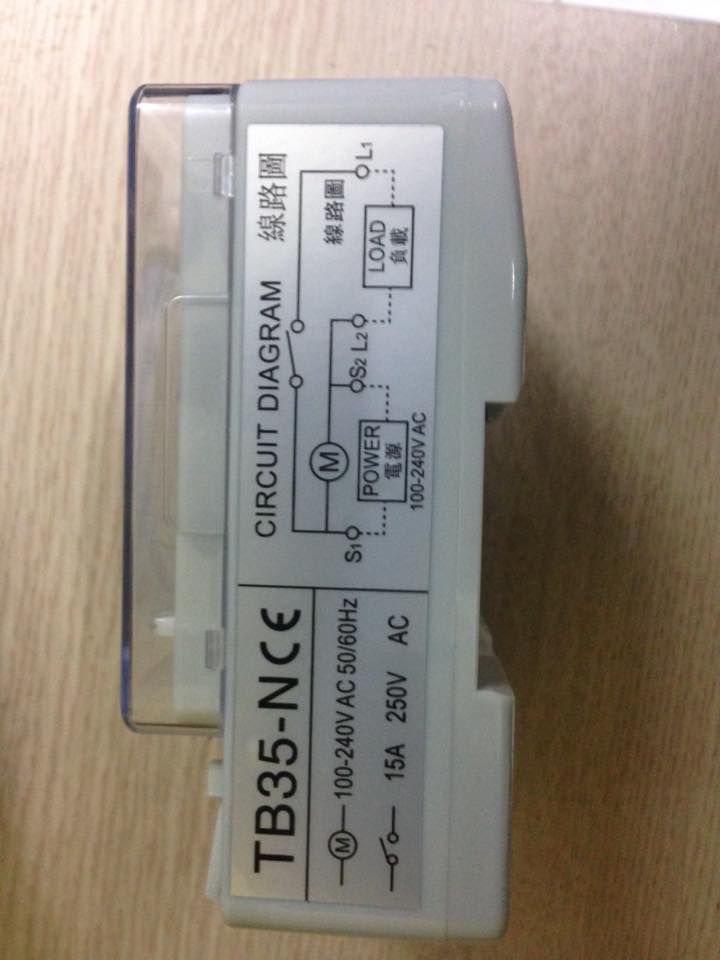 TB35-N CE
M 100-240V AC 50/60Hz
15A 250V AC
CIRCUIT DIAGRAM 線路圖
線路圖
M
S1 S2 L2 L1
POWER
電源
LOAD
負載
100-240V AC